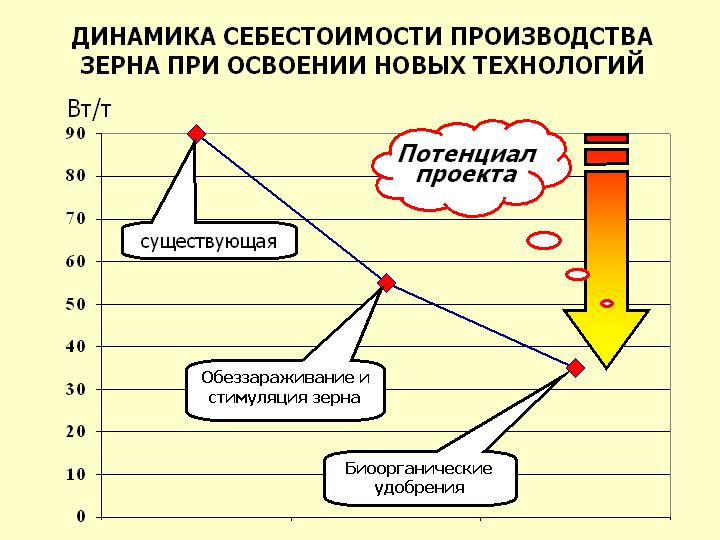 ДИНАМИКА СЕБЕСТОИМОСТИ ПРОИЗВОДСТВА
ЗЕРНА ПРИ ОСВОЕНИИ НОВЫХ ТЕХНОЛОГИЙ
Вт/т
90
80
70
60
50
40
30
20
10
0
Потенциал
проекта
существующая
Обеззараживание и
стимуляция зерна
Биоорганические
удобрения